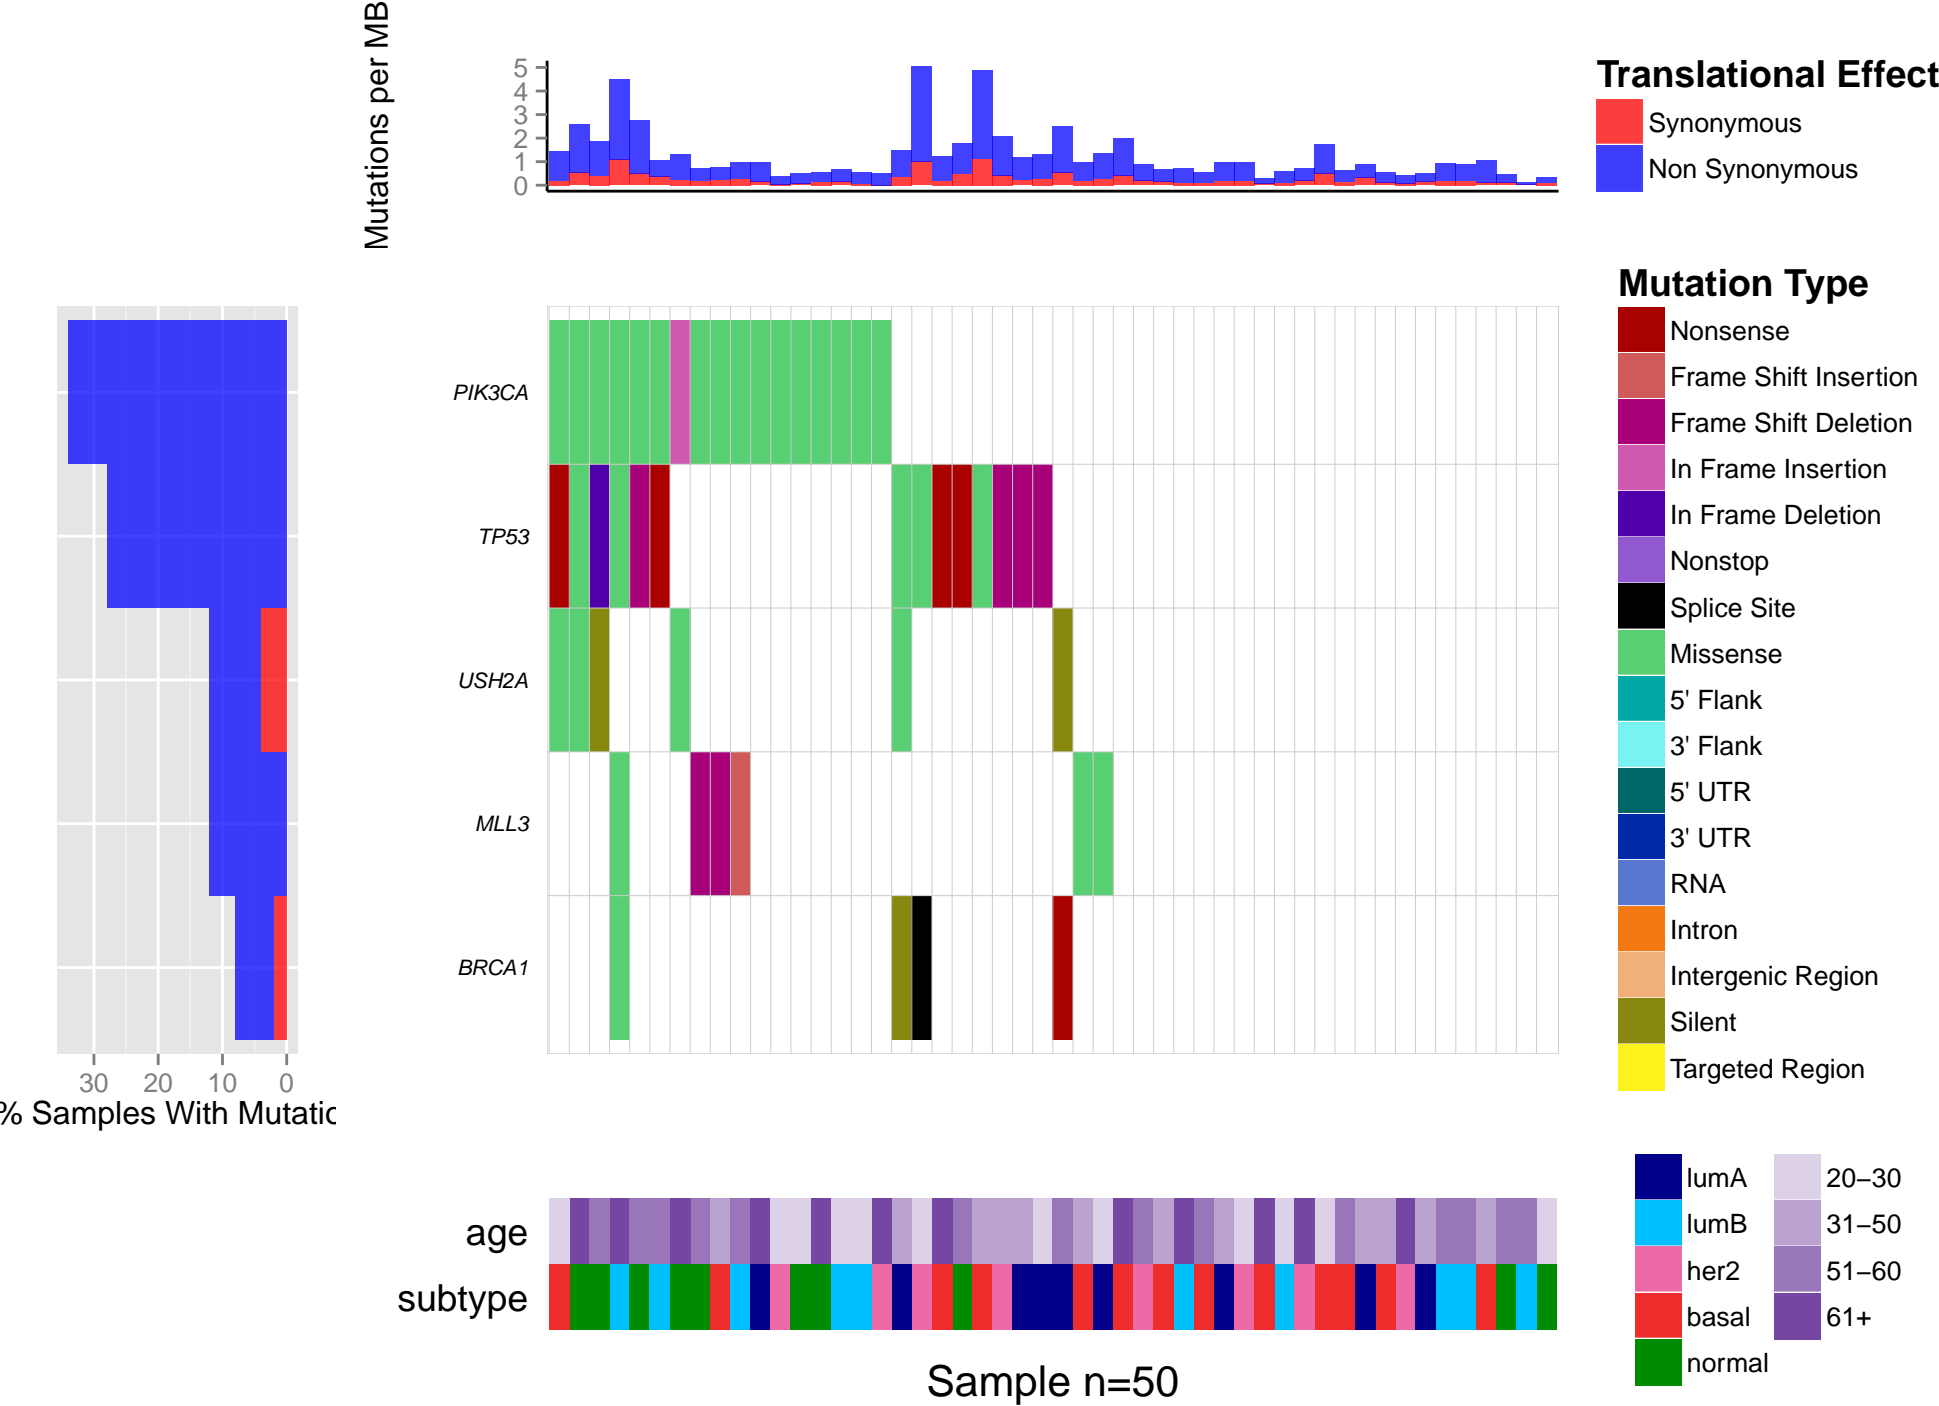 Mutations per MB
5
4
3
2
1
0
Translational Effect
Synonymous
Non Synonymous
PIK3CA
TP53
USH2A
MLL3
BRCA1
30 20 10 0
% Samples With Mutatic
Mutation Type
Nonsense
Frame Shift Insertion
Frame Shift Deletion
In Frame Insertion
In Frame Deletion
Nonstop
Splice Site
Missense
5' Flank
3' Flank
5' UTR
3' UTR
RNA
Intron
Intergenic Region
Silent
Targeted Region
age
subtype
Sample n=50
lumA 20–30
lumB 31–50
her2 51–60
basal 61+
normal